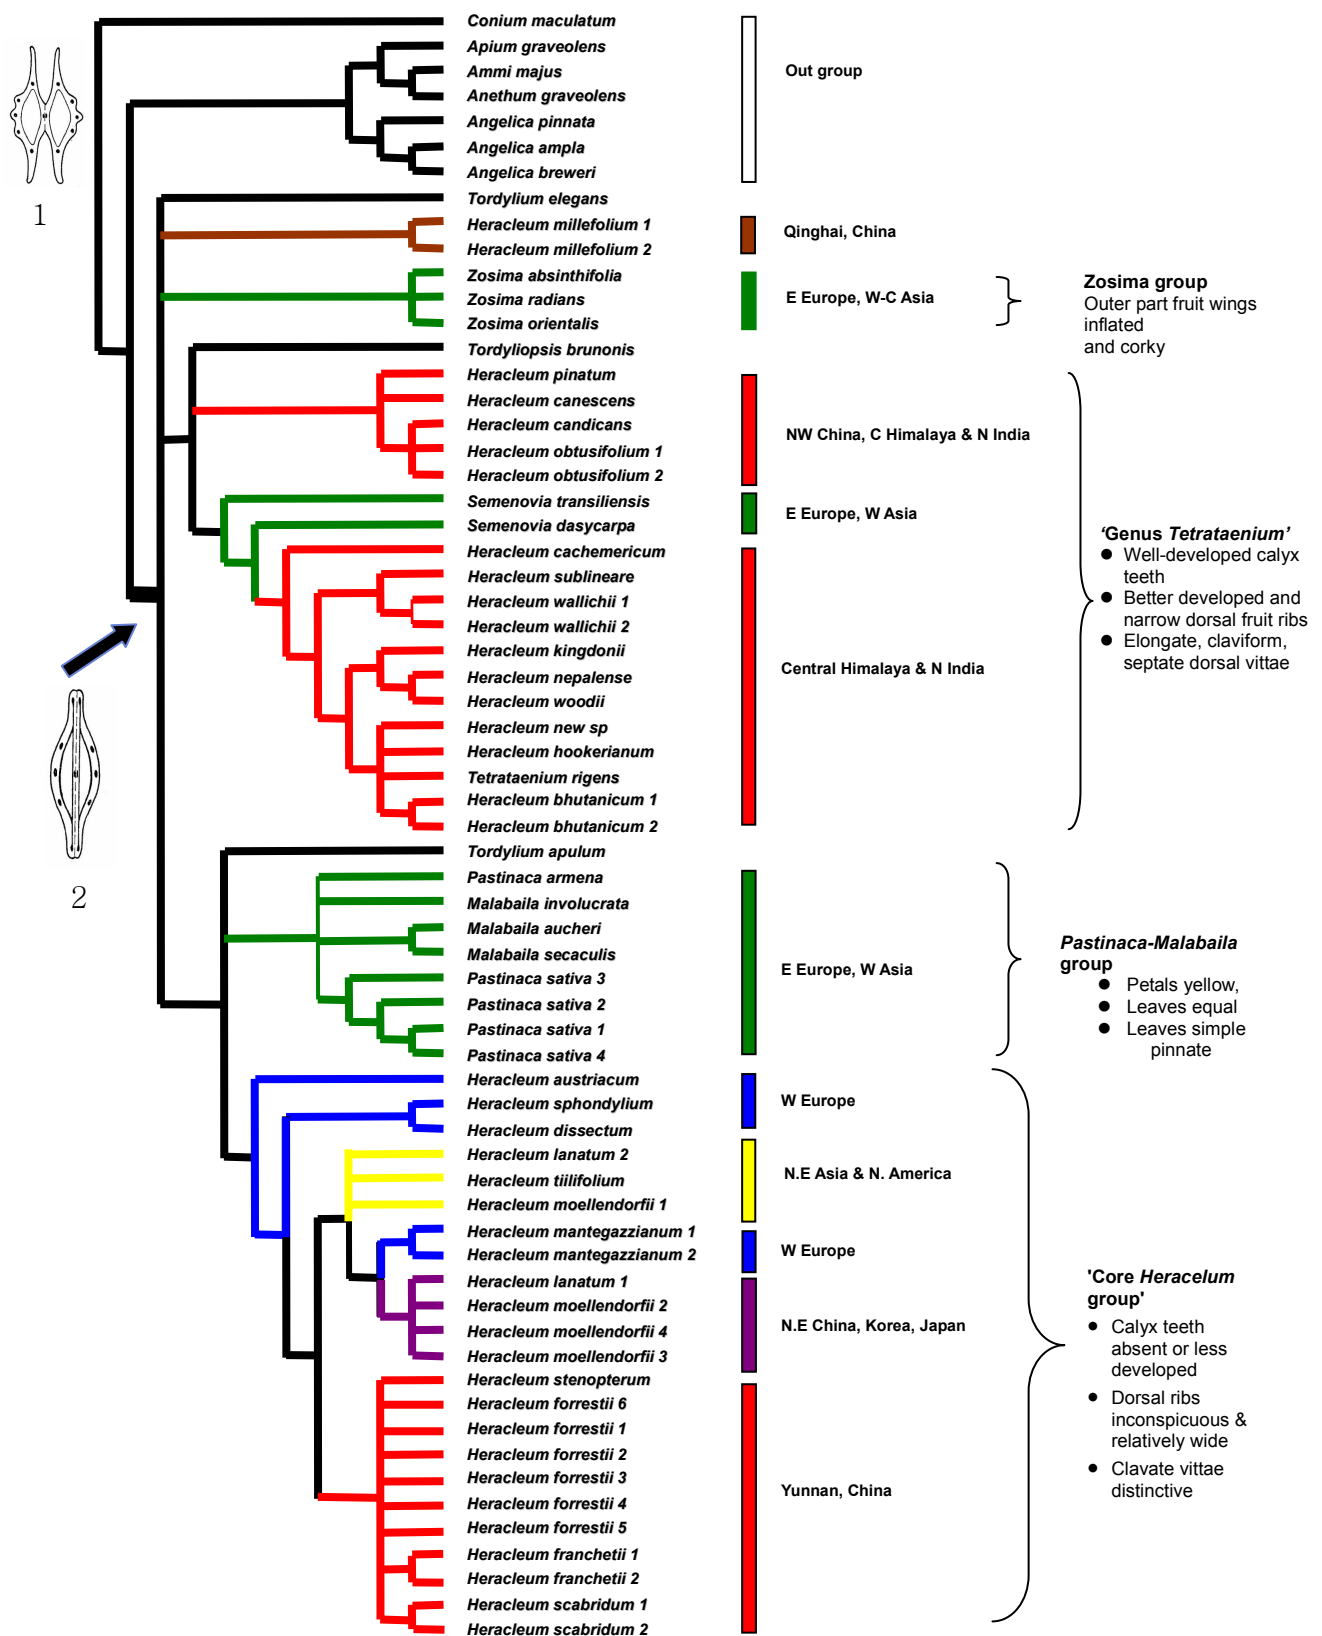 Conium maculatum
Apium graveolens
Ammi majus
Anethum graveolens
Angelica pinnata
Angelica ampla
Angelica breweri
Out group
1
Tordylium elegans
Heracleum millefolium 1
Heracleum millefolium 2
Qinghai, China
Zosima absinthifolia
Zosima radians
Zosima orientalis
E Europe, W-C Asia
Zosima group
Outer part fruit wings
inflated
and corky
Tordyliopsis brunonis
Heracleum pinatum
Heracleum canescens
Heracleum candicans
Heracleum obtusifolium 1
Heracleum obtusifolium 2
NW China, C Himalaya & N India
Semenovia transiliensis
Semenovia dasycarpa
E Europe, W Asia
Heracleum cachemericum
Heracleum sublineare
Heracleum wallichii 1
Heracleum wallichii 2
Heracleum kingdonii
Heracleum nepalense
Heracleum woodii
Heracleum new sp
Heracleum hookerianum
Tetrataenium rigens
Heracleum bhutanicum 1
Heracleum bhutanicum 2
Central Himalaya & N India
‘Genus Tetrataenium’
● Well-developed calyx
teeth
● Better developed and
narrow dorsal fruit ribs
● Elongate, claviform,
septate dorsal vittae
2
Tordylium apulum
Pastinaca armena
Malabaila involucrata
Malabaila aucheri
Malabaila secaculis
Pastinaca sativa 3
Pastinaca sativa 2
Pastinaca sativa 1
Pastinaca sativa 4
E Europe, W Asia
Pastinaca-Malabaila
group
● Petals yellow,
● Leaves equal
● Leaves simple
pinnate
Heracleum austriacum
Heracleum sphondylium
Heracleum dissectum
W Europe
Heracleum lanatum 2
Heracleum tiilifolium
Heracleum moellendorfii 1
N.E Asia & N. America
Heracleum mantegazzianum 1
Heracleum mantegazzianum 2
W Europe
Heracleum lanatum 1
Heracleum moellendorfii 2
Heracleum moellendorfii 4
Heracleum moellendorfii 3
N.E China, Korea, Japan
Heracleum stenopterum
Heracleum forrestii 6
Heracleum forrestii 1
Heracleum forrestii 2
Heracleum forrestii 3
Heracleum forrestii 4
Heracleum forrestii 5
Heracleum franchetii 1
Heracleum franchetii 2
Heracleum scabridum 1
Heracleum scabridum 2
Yunnan, China
'Core Heracelum
group'
• Calyx teeth
absent or less
developed
• Dorsal ribs
inconspicuous &
relatively wide
• Clavate vittae
distinctive